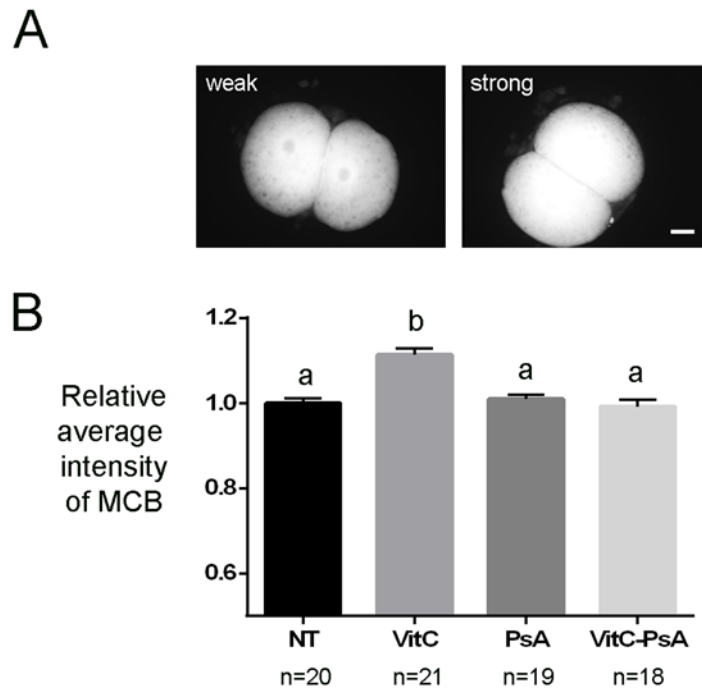 A
weak strong
B
Relative
average
intensity
of MCB
1.2
1.0
0.8
0.6
a b a a
NT VitC PsA VitC-PsA
n=20 n=21 n=19 n=18